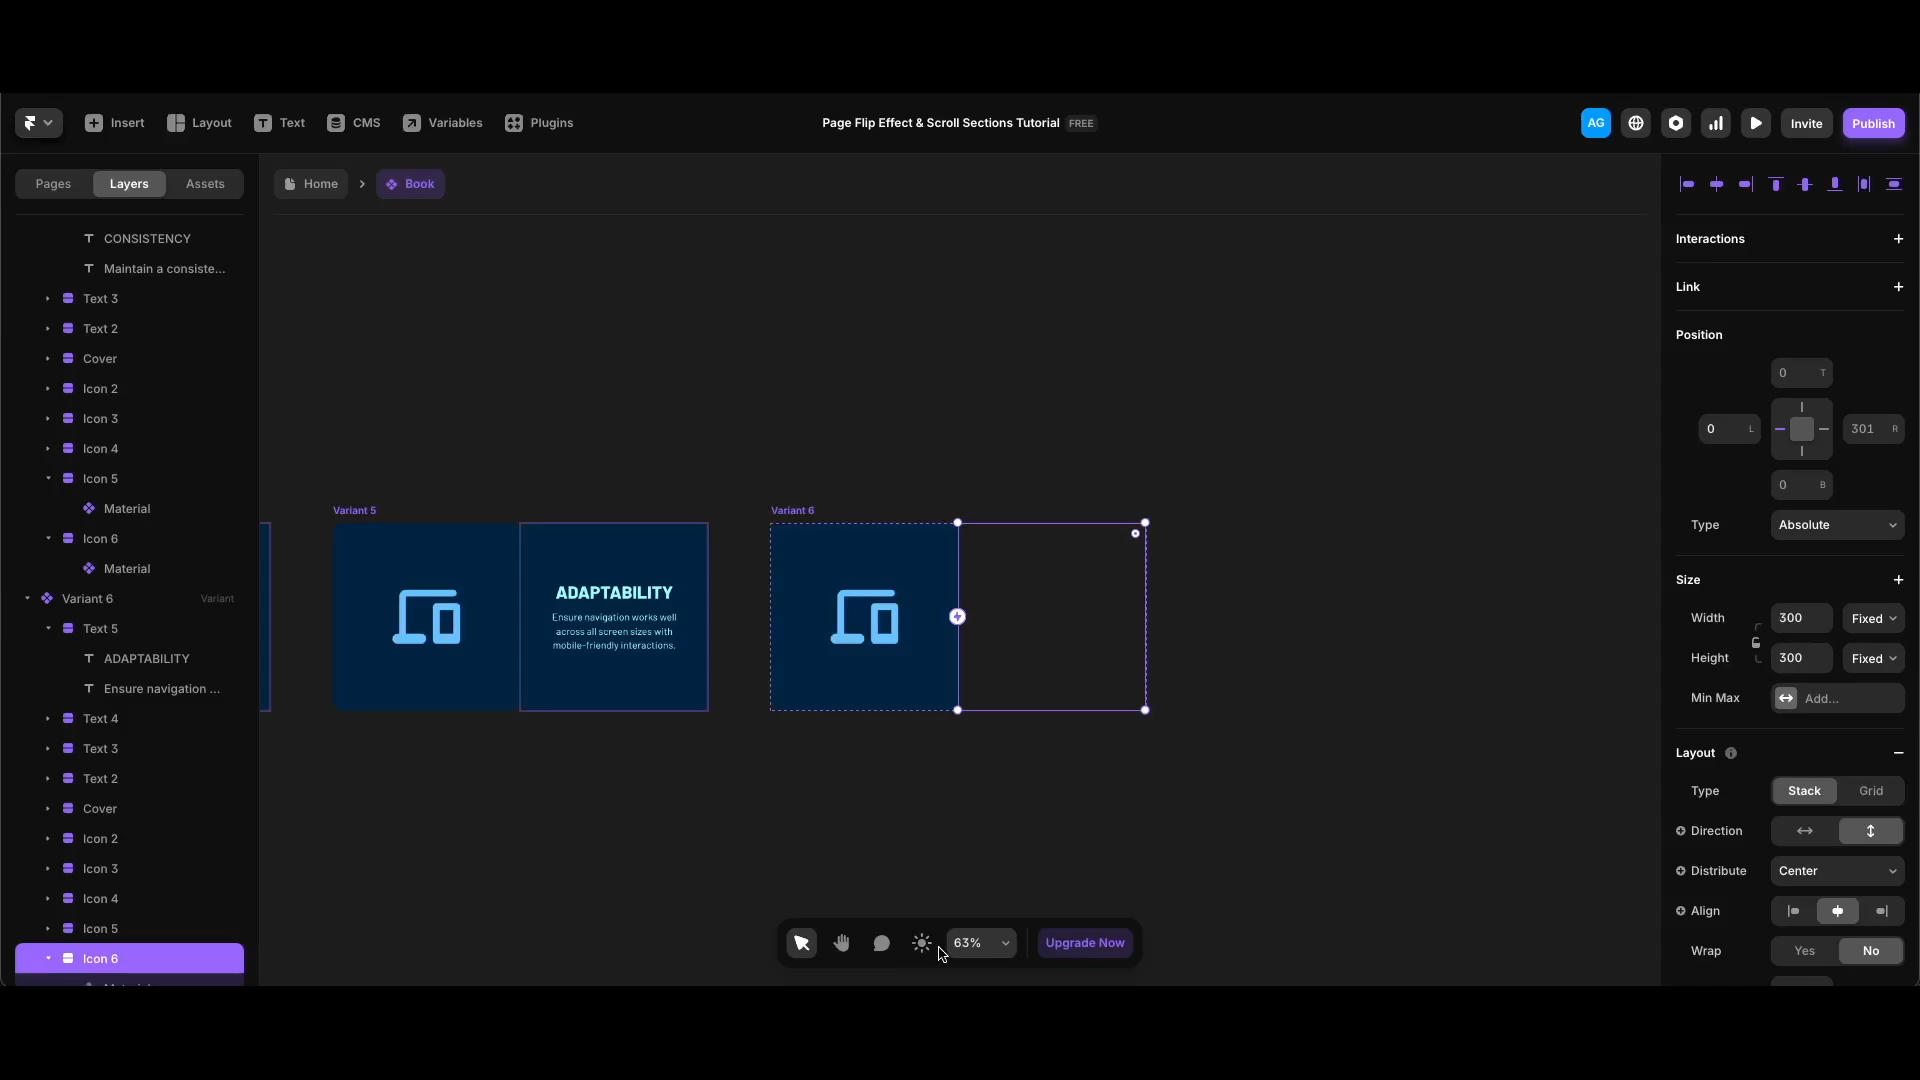 Insert
Layout
Text
CMS
Variables
Plugins
Page Flip Effect & Scroll Sections Tutorial FREE
AG
Invite
Publish
Pages
Layers
Assets
CONSISTENCY
Maintain a consiste...
Text 3
Text 2
Cover
Icon 2
Icon 3
Icon 4
Icon 5
Material
Icon 6
Material
Variant 6 Variant
Text 5
ADAPTABILITY
Ensure navigation ...
Text 4
Text 3
Text 2
Cover
Icon 2
Icon 3
Icon 4
Icon 5
Icon 6
Home
Book
Variant 5
ADAPTABILITY
Ensure navigation works well
across all screen sizes with
mobile-friendly interactions.
Variant 6
63%
Upgrade Now
Interactions
Link
Position
0 T
0 L
301 R
0 B
Type Absolute
Size
Width 300 Fixed
Height 300 Fixed
Min Max Add...
Layout
Type Stack Grid
Direction
Distribute Center
Align
Wrap Yes No